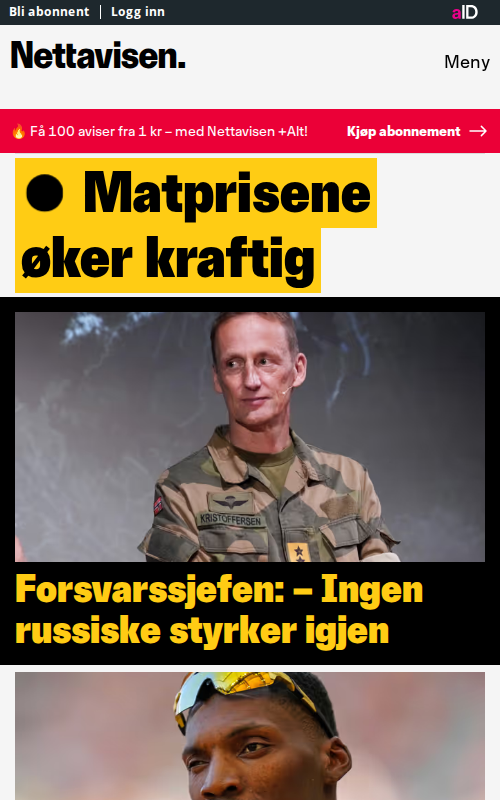 Bli abonnent | Logg inn
aID
Nettavisen.
Meny
🔥 Få 100 aviser fra 1 kr – med Nettavisen +Alt!
Kjøp abonnement →
● Matprisene
øker kraftig
KRISTOFFERSEN
Forsvarssjefen: – Ingen
russiske styrker igjen